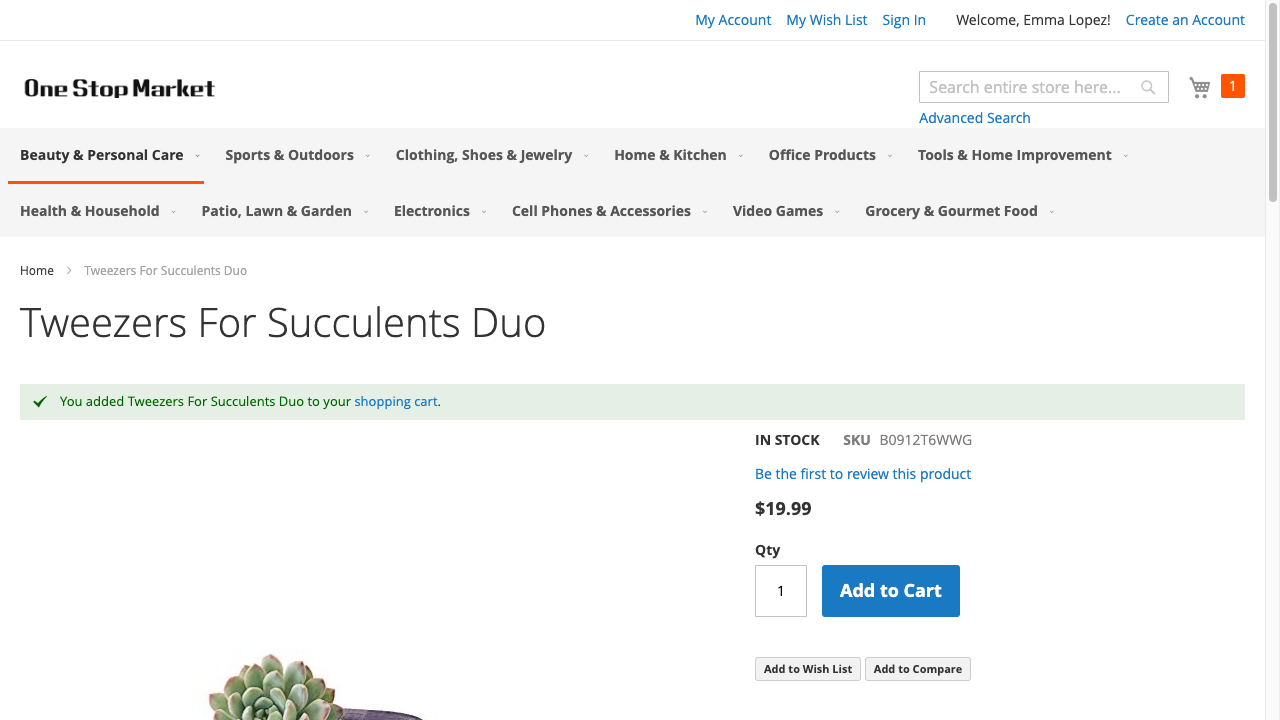 My Account My Wish List Sign In Welcome, Emma Lopez! Create an Account
One Stop Market
Search entire store here...
1
Advanced Search
Beauty & Personal Care Sports & Outdoors Clothing, Shoes & Jewelry Home & Kitchen Office Products Tools & Home Improvement
Health & Household Patio, Lawn & Garden Electronics Cell Phones & Accessories Video Games Grocery & Gourmet Food
Home Tweezers For Succulents Duo
Tweezers For Succulents Duo
You added Tweezers For Succulents Duo to your shopping cart.
IN STOCK SKU B0912T6WWG
Be the first to review this product
$19.99
Qty
1 Add to Cart
Add to Wish List Add to Compare